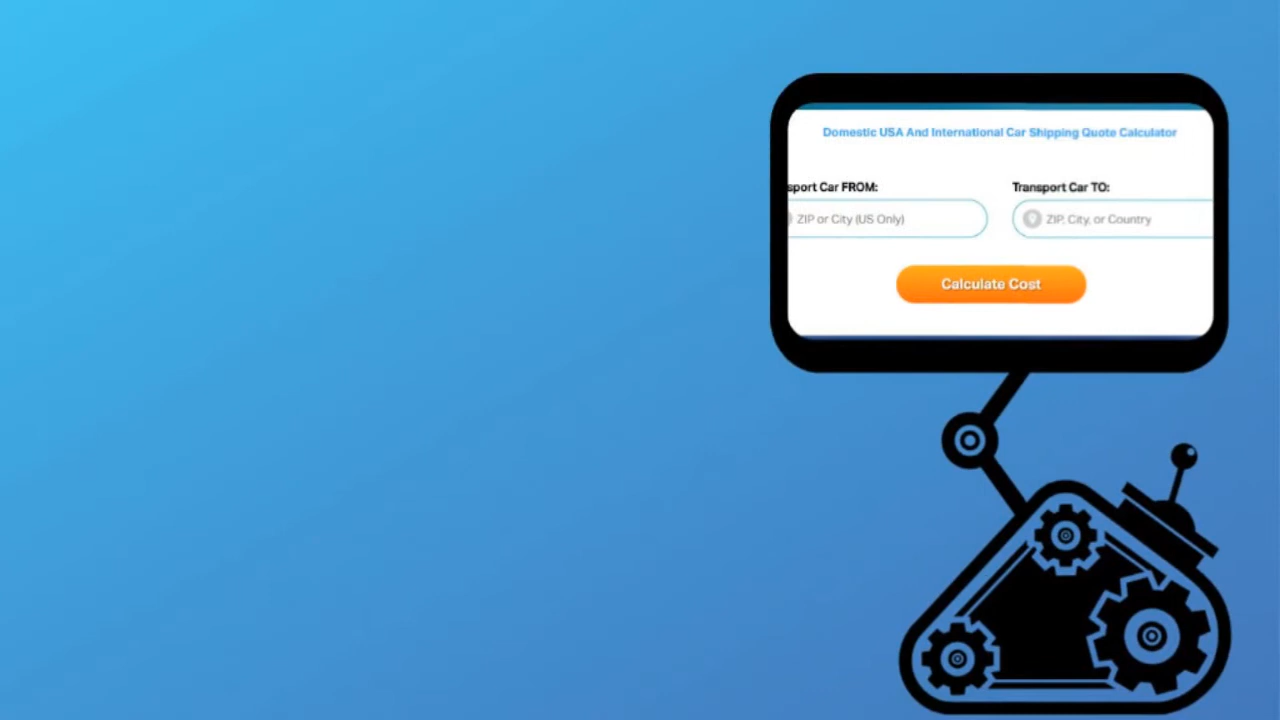 Domestic USA And International Car Shipping Quote Calculator
sport Car FROM:
Transport Car TO:
ZIP or City (US Only)
ZIP, City, or Country
Calculate Cost